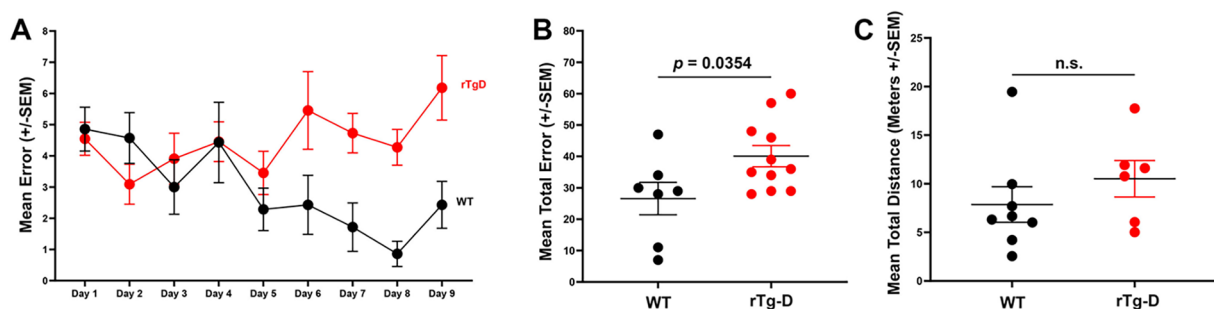 A
Mean Error (+/-SEM)
8
7
6
5
4
3
2
1
0
rTgD
WT
Day 1 Day 2 Day 3 Day 4 Day 5 Day 6 Day 7 Day 8 Day 9
B
Mean Total Error (+/-SEM)
80
70
60
50
40
30
20
10
0
p = 0.0354
WT rTg-D
C
Mean Total Distance (Meters +/-SEM)
25
20
15
10
5
0
n.s.
WT rTg-D